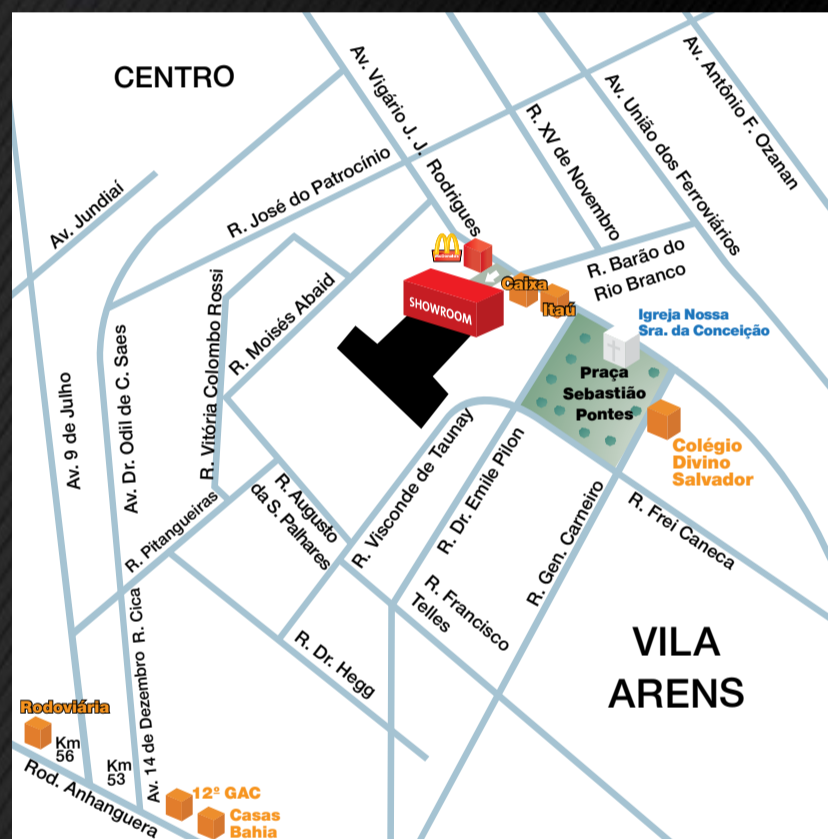 CENTRO
Av. Vigário J. J. Rodrigues
R. XV de Novembro
Av. União dos Ferroviários
Av. Antônio F. Ozanan
Av. Jundiaí
R. José do Patrocínio
R. Barão do
Rio Branco
McDonald's
SHOWROOM
Caixa
Itaú
Igreja Nossa
Sra. da Conceição
Praça
Sebastião
Pontes
Colégio
Divino
Salvador
R. Moisés Abaid
R. Vitória Colombo Rossi
Av. Dr. Odil de C. Saes
Av. 9 de Julho
R. Pitangueiras
R. Augusto
da S. Palhares
R. Visconde de Taunay
R. Dr. Emile Pilon
R. Gen. Carneiro
R. Frei Caneca
R. Francisco
Telles
R. Dr. Hegg
VILA
ARENS
R. Cica
Av. 14 de Dezembro
Rodoviária
Km
56
Km
53
Rod. Anhanguera
12º GAC
Casas
Bahia